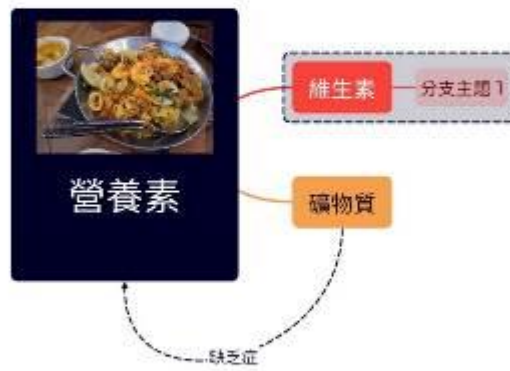 維生素
分支主題 1
營養素
礦物質
缺乏症